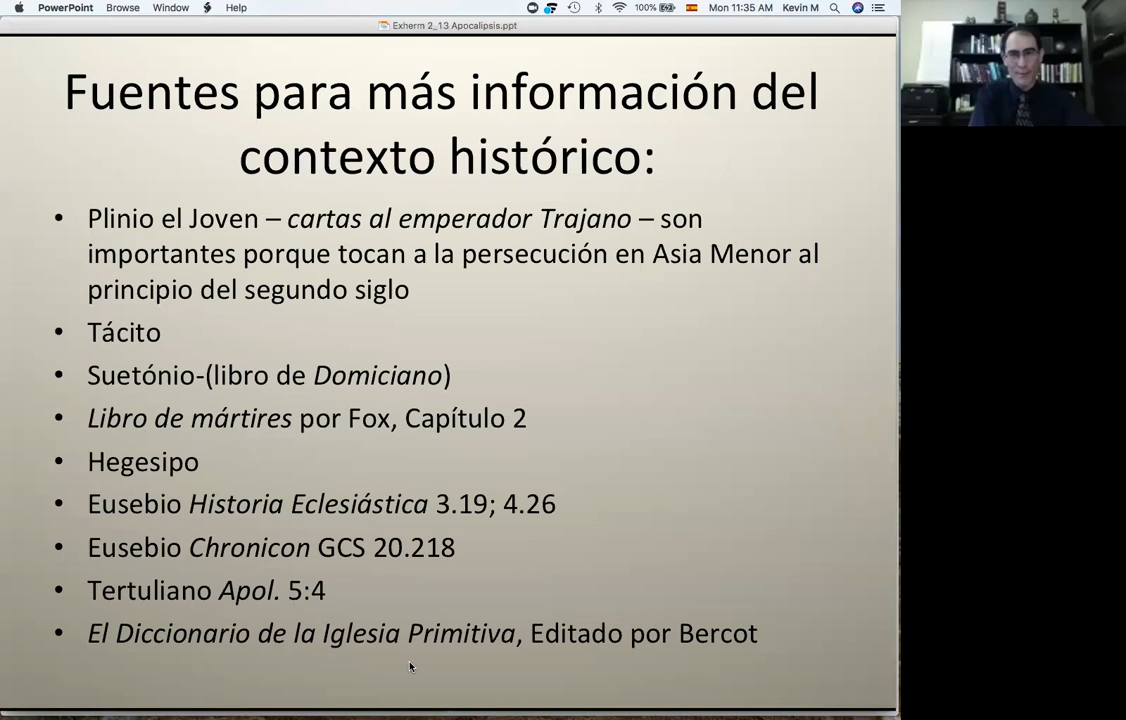 PowerPoint Browse Window Help 100% Mon 11:35 AM Kevin M
Exherm 2_13 Apocalipsis.ppt
Fuentes para más información del
contexto histórico:
• Plinio el Joven – cartas al emperador Trajano – son
importantes porque tocan a la persecución en Asia Menor al
principio del segundo siglo
• Tácito
• Suetónio-(libro de Domiciano)
• Libro de mártires por Fox, Capítulo 2
• Hegesipo
• Eusebio Historia Eclesiástica 3.19; 4.26
• Eusebio Chronicon GCS 20.218
• Tertuliano Apol. 5:4
• El Diccionario de la Iglesia Primitiva, Editado por Bercot